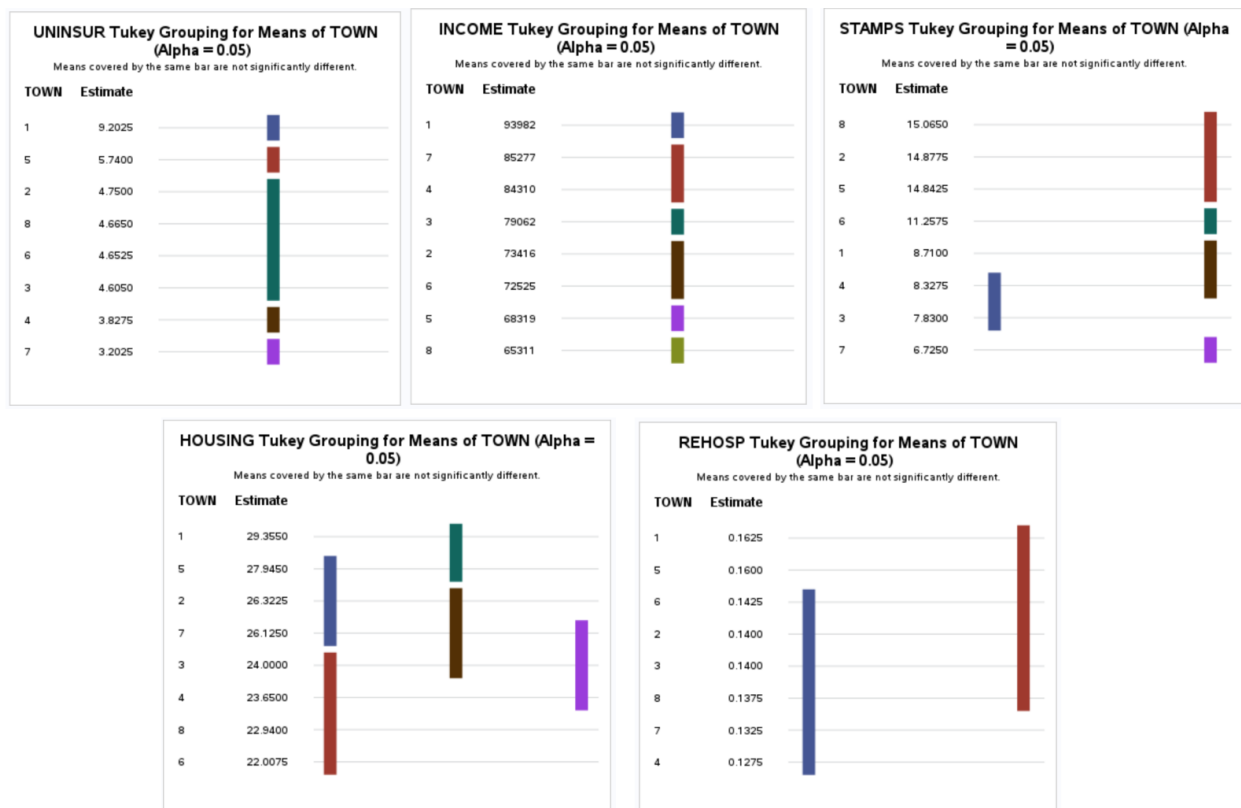 UNINSUR Tukey Grouping for Means of TOWN
(Alpha = 0.05)
Means covered by the same bar are not significantly different.
TOWN Estimate
1 9.2025
5 5.7400
2 4.7500
8 4.6650
6 4.6525
3 4.6050
4 3.8275
7 3.2025
INCOME Tukey Grouping for Means of TOWN
(Alpha = 0.05)
Means covered by the same bar are not significantly different.
TOWN Estimate
1 93982
7 85277
4 84310
3 79062
2 73416
6 72525
5 68319
8 65311
STAMPS Tukey Grouping for Means of TOWN (Alpha
= 0.05)
Means covered by the same bar are not significantly different.
TOWN Estimate
8 15.0650
2 14.8775
5 14.8425
6 11.2575
1 8.7100
4 8.3275
3 7.8300
7 6.7250
HOUSING Tukey Grouping for Means of TOWN (Alpha =
0.05)
Means covered by the same bar are not significantly different.
TOWN Estimate
1 29.3550
5 27.9450
2 26.3225
7 26.1250
3 24.0000
4 23.6500
8 22.9400
6 22.0075
REHOSP Tukey Grouping for Means of TOWN
(Alpha = 0.05)
Means covered by the same bar are not significantly different.
TOWN Estimate
1 0.1625
5 0.1600
6 0.1425
2 0.1400
3 0.1400
8 0.1375
7 0.1325
4 0.1275